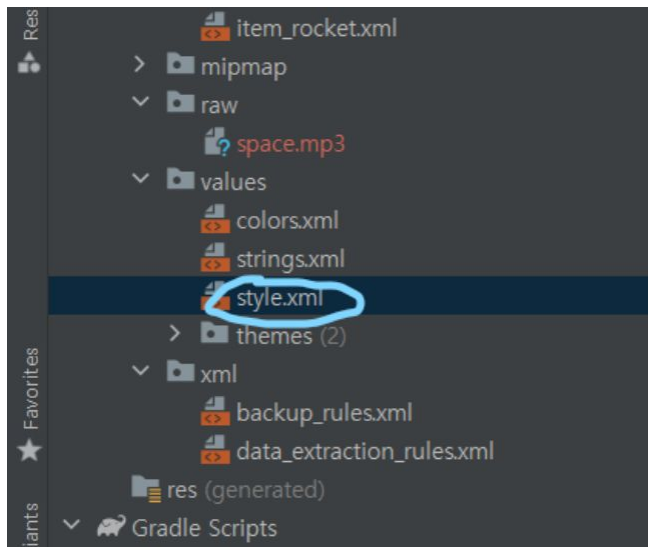 Res
item_rocket.xml
mipmap
raw
space.mp3
values
colors.xml
strings.xml
style.xml
themes (2)
xml
backup_rules.xml
data_extraction_rules.xml
res (generated)
Gradle Scripts
Favorites
iants